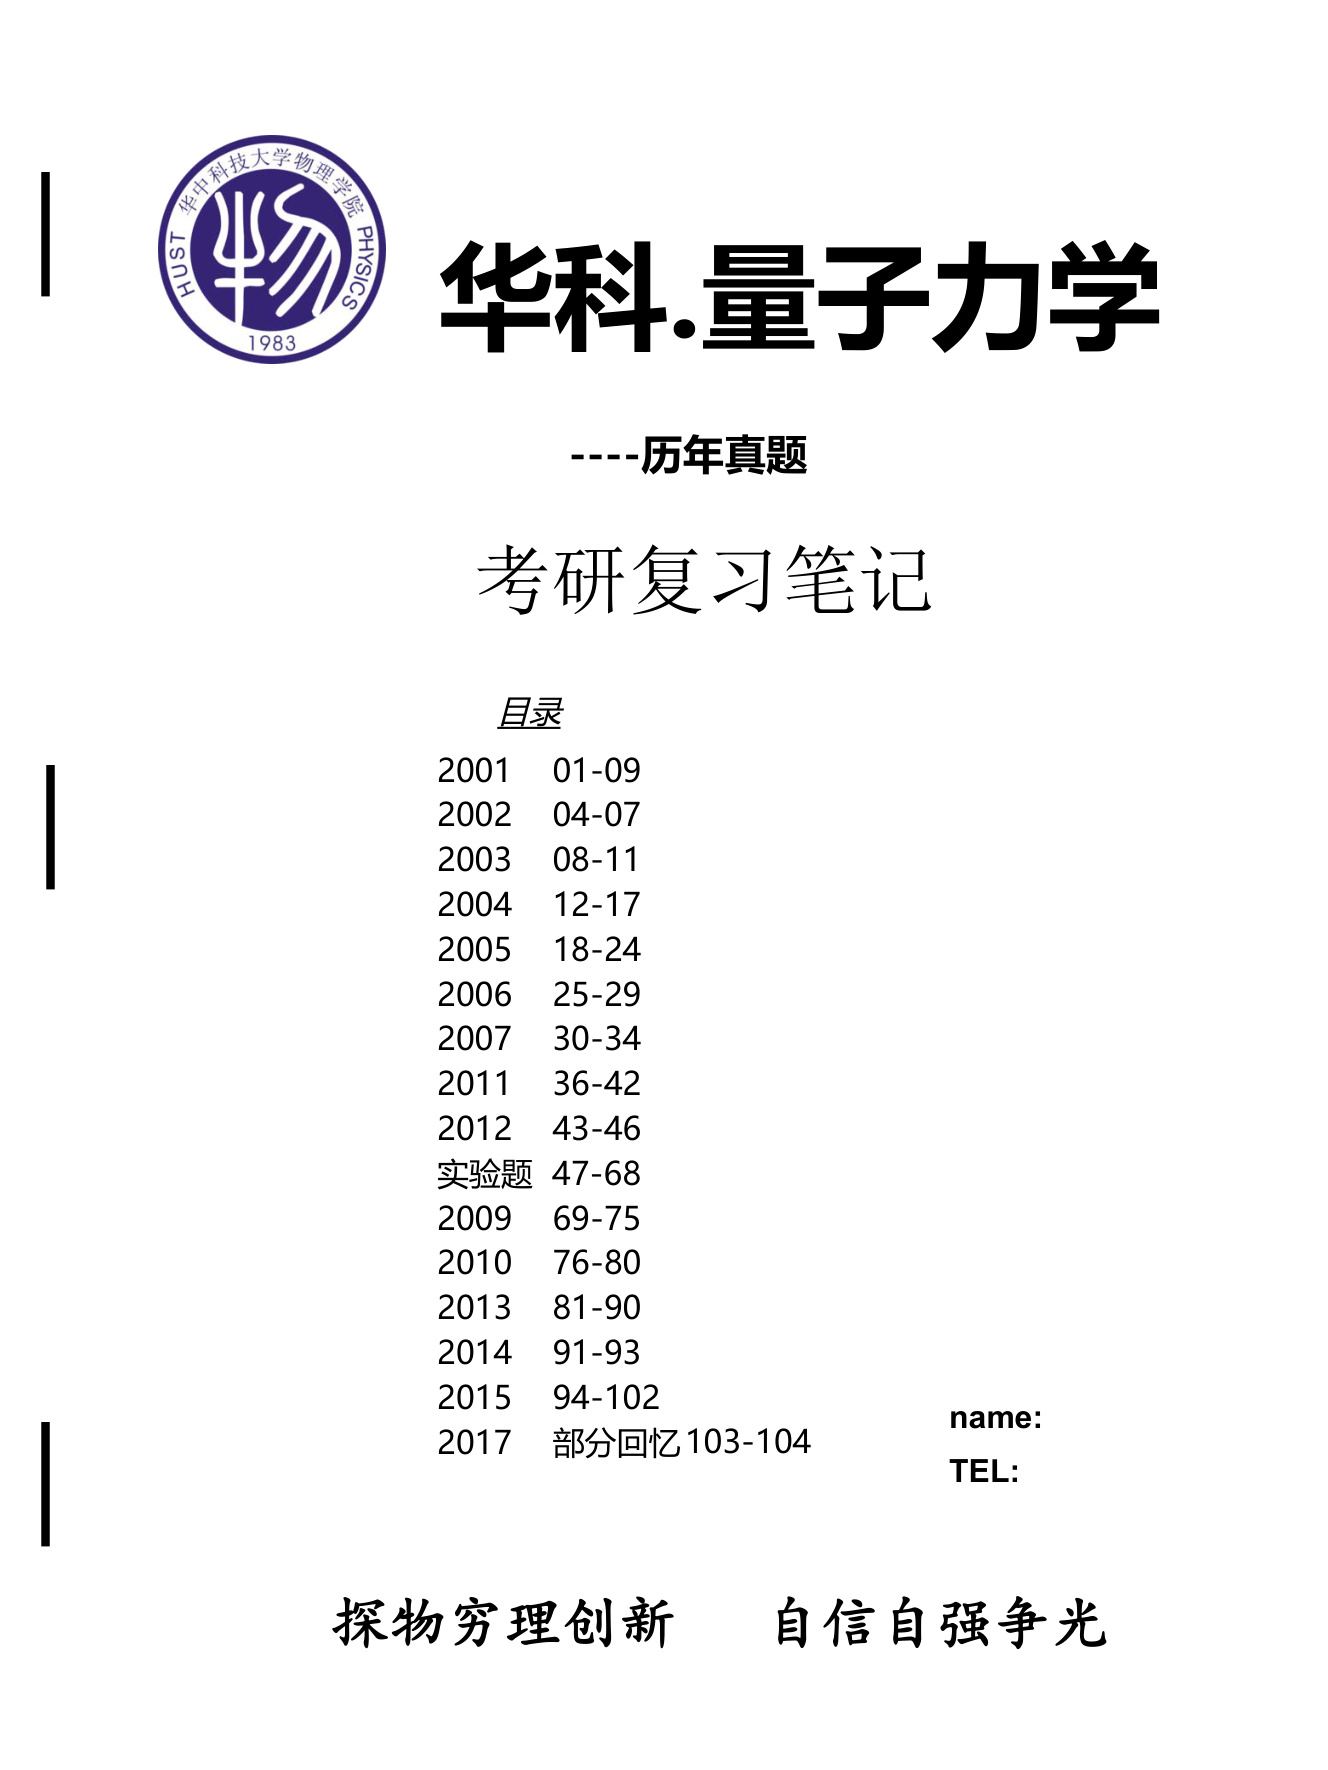 华中科技大学物理学院
HUST
PHYSICS
物
1983
华科.量子力学
----历年真题
考研复习笔记
目录
2001 01-09
2002 04-07
2003 08-11
2004 12-17
2005 18-24
2006 25-29
2007 30-34
2011 36-42
2012 43-46
实验题 47-68
2009 69-75
2010 76-80
2013 81-90
2014 91-93
2015 94-102
2017 部分回忆103-104
name:
TEL:
探物穷理创新 自信自强争光